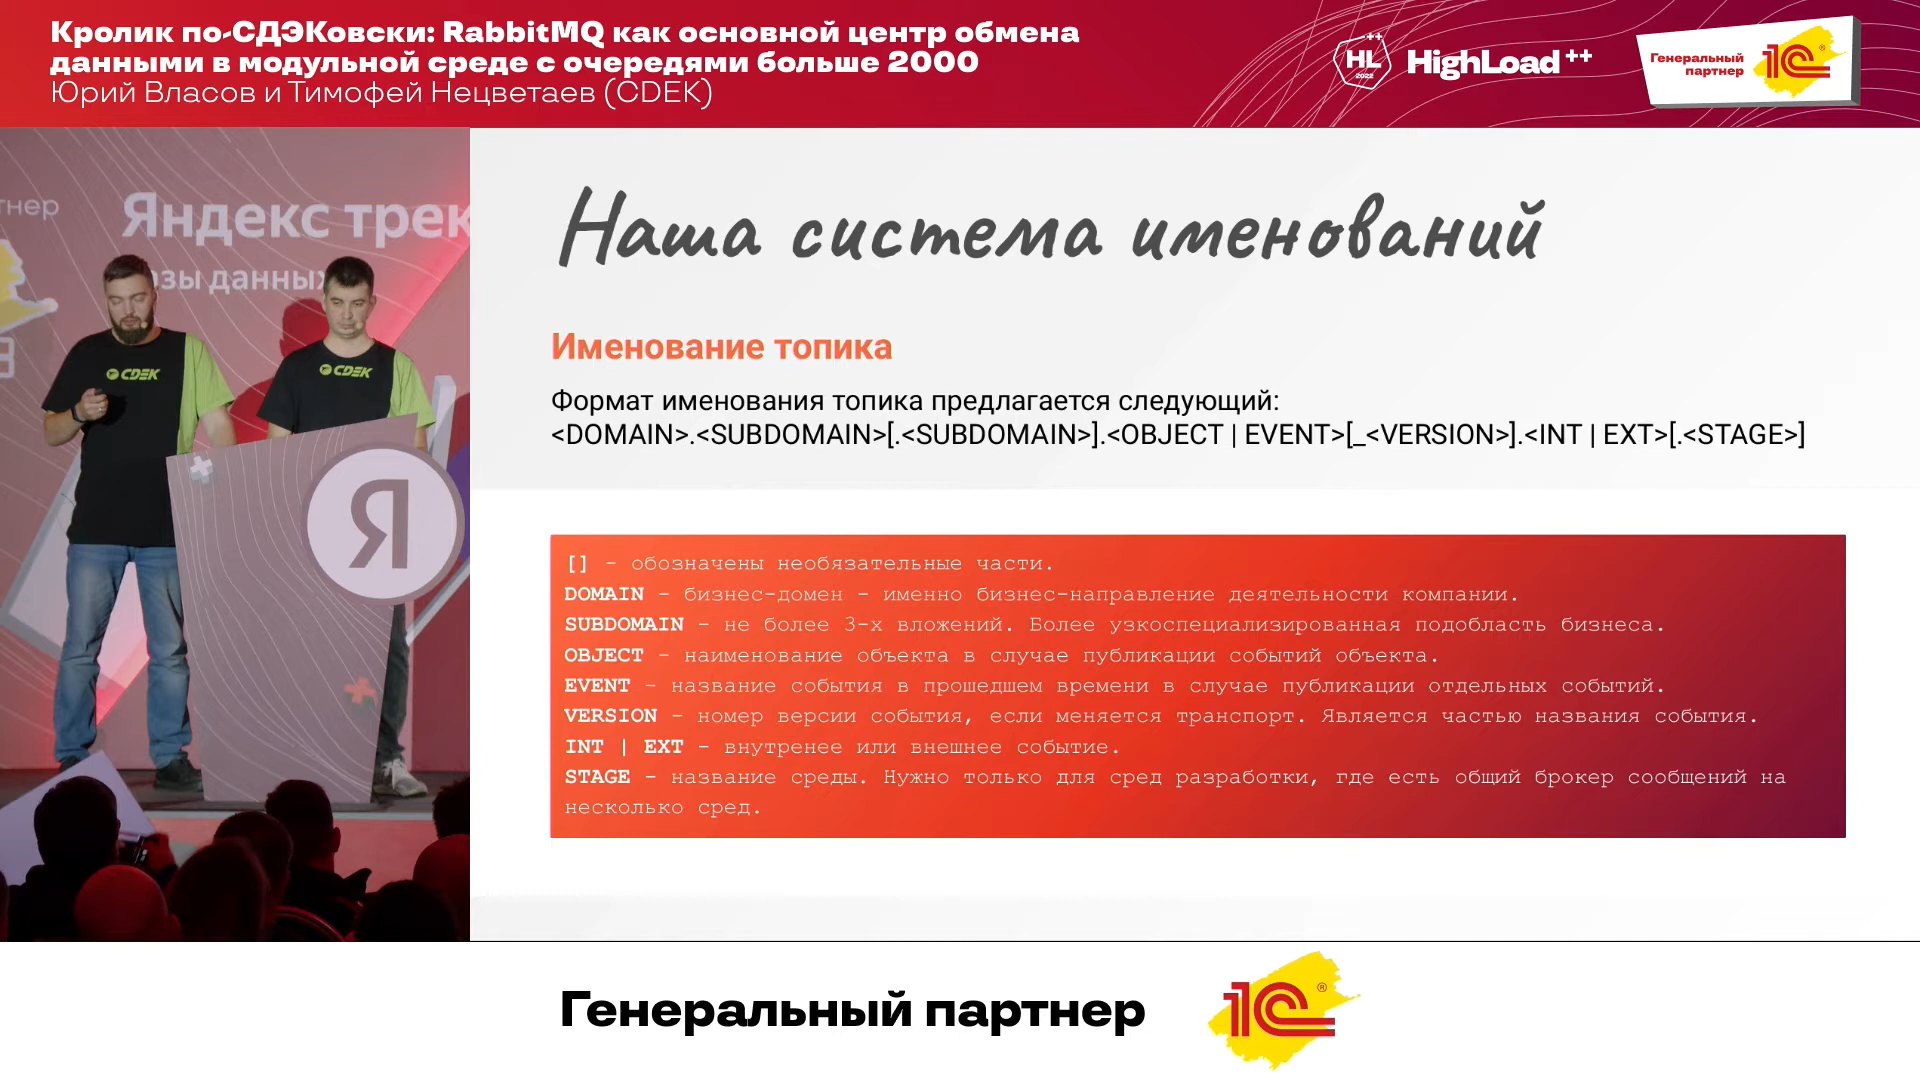 Кролик по-СДЭКовски: RabbitMQ как основной центр обмена
данными в модульной среде с очередями больше 2000
Юрий Власов и Тимофей Нецветаев (CDEK)
HL++
2022
HighLoad++
Генеральный
партнер
1С®
тнер
Яндекс трек
азы данных
CDEK
CDEK
Я
Наша система именований
Именование топика
Формат именования топика предлагается следующий:
<DOMAIN>.<SUBDOMAIN>[.<SUBDOMAIN>].<OBJECT | EVENT>[_<VERSION>].<INT | EXT>[.<STAGE>]
[] - обозначены необязательные части.
DOMAIN - бизнес-домен - именно бизнес-направление деятельности компании.
SUBDOMAIN - не более 3-х вложений. Более узкоспециализированная подобласть бизнеса.
OBJECT - наименование объекта в случае публикации событий объекта.
EVENT - название события в прошедшем времени в случае публикации отдельных событий.
VERSION - номер версии события, если меняется транспорт. Является частью названия события.
INT | EXT - внутренее или внешнее событие.
STAGE - название среды. Нужно только для сред разработки, где есть общий брокер сообщений на
несколько сред.
Генеральный партнер
1С®